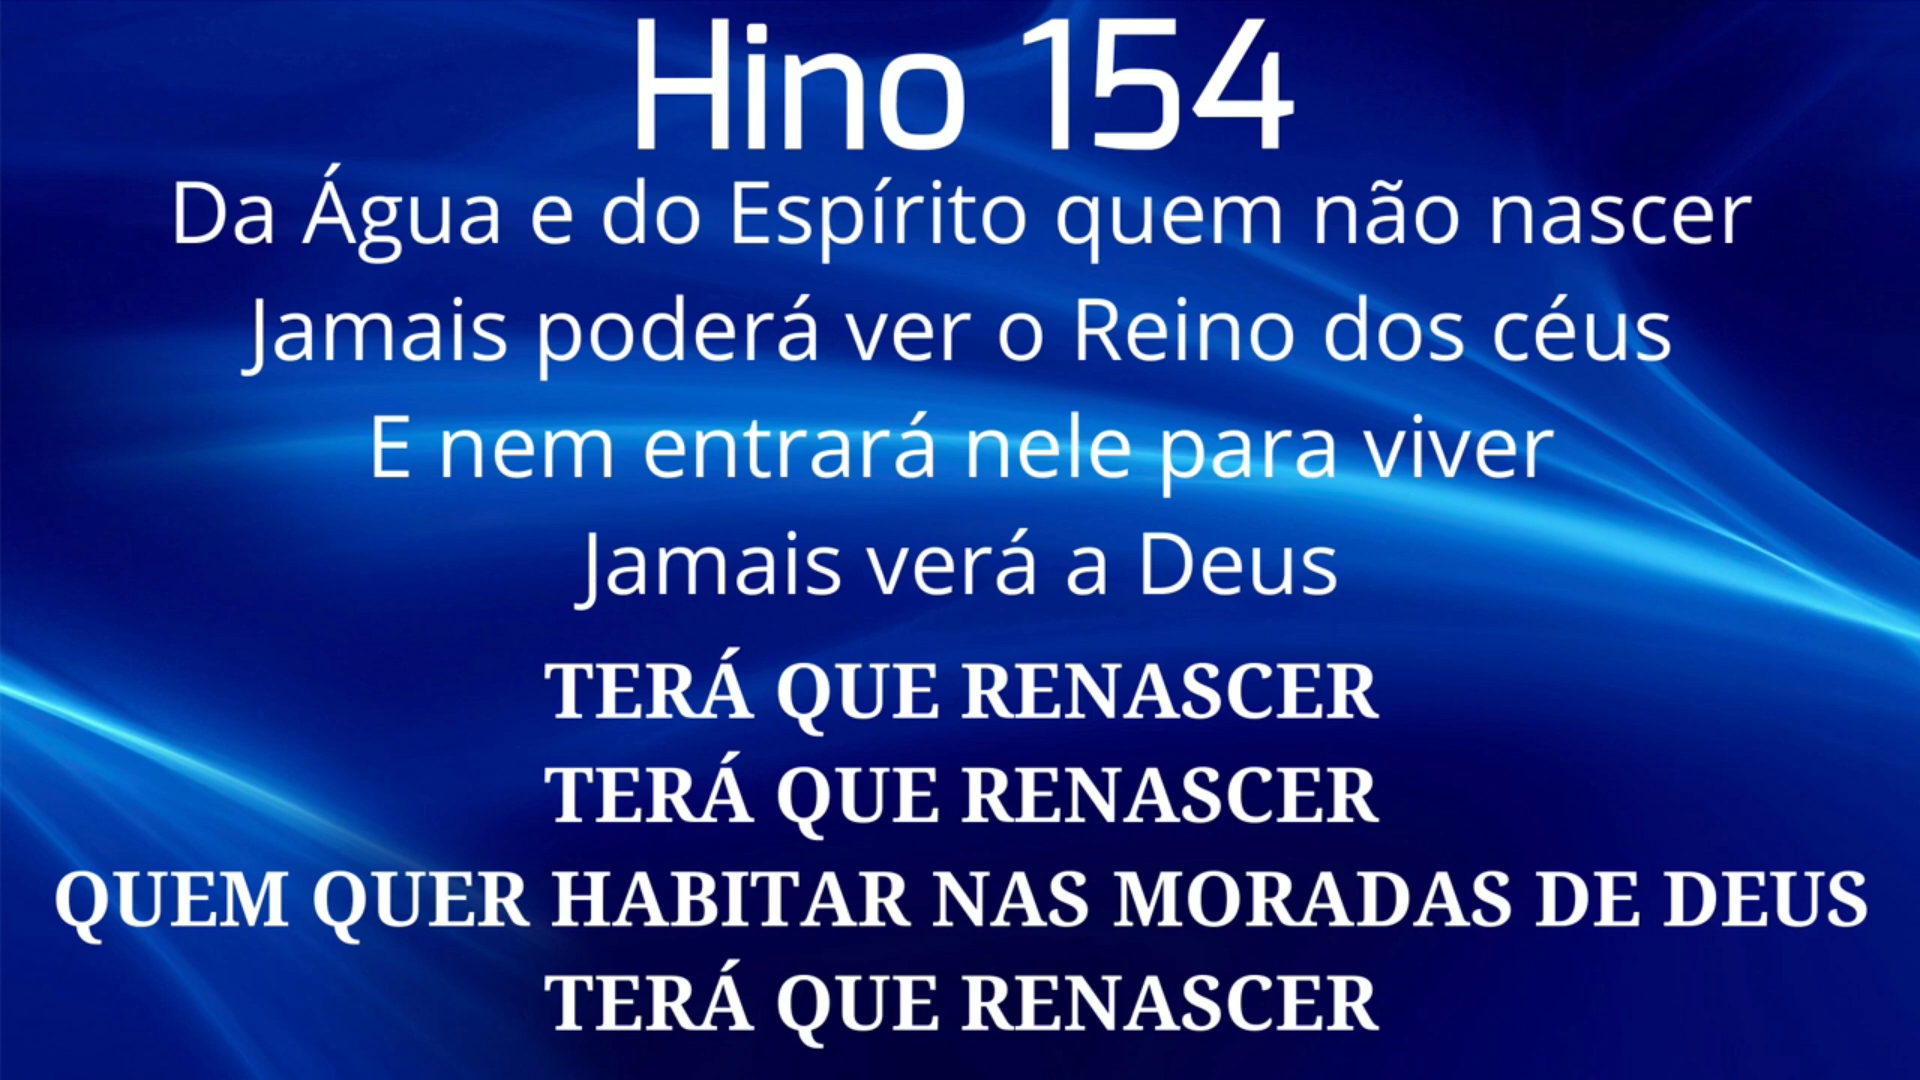 Hino 154
Da Água e do Espírito quem não nascer
Jamais poderá ver o Reino dos céus
E nem entrará nele para viver
Jamais verá a Deus
TERÁ QUE RENASCER
TERÁ QUE RENASCER
QUEM QUER HABITAR NAS MORADAS DE DEUS
TERÁ QUE RENASCER